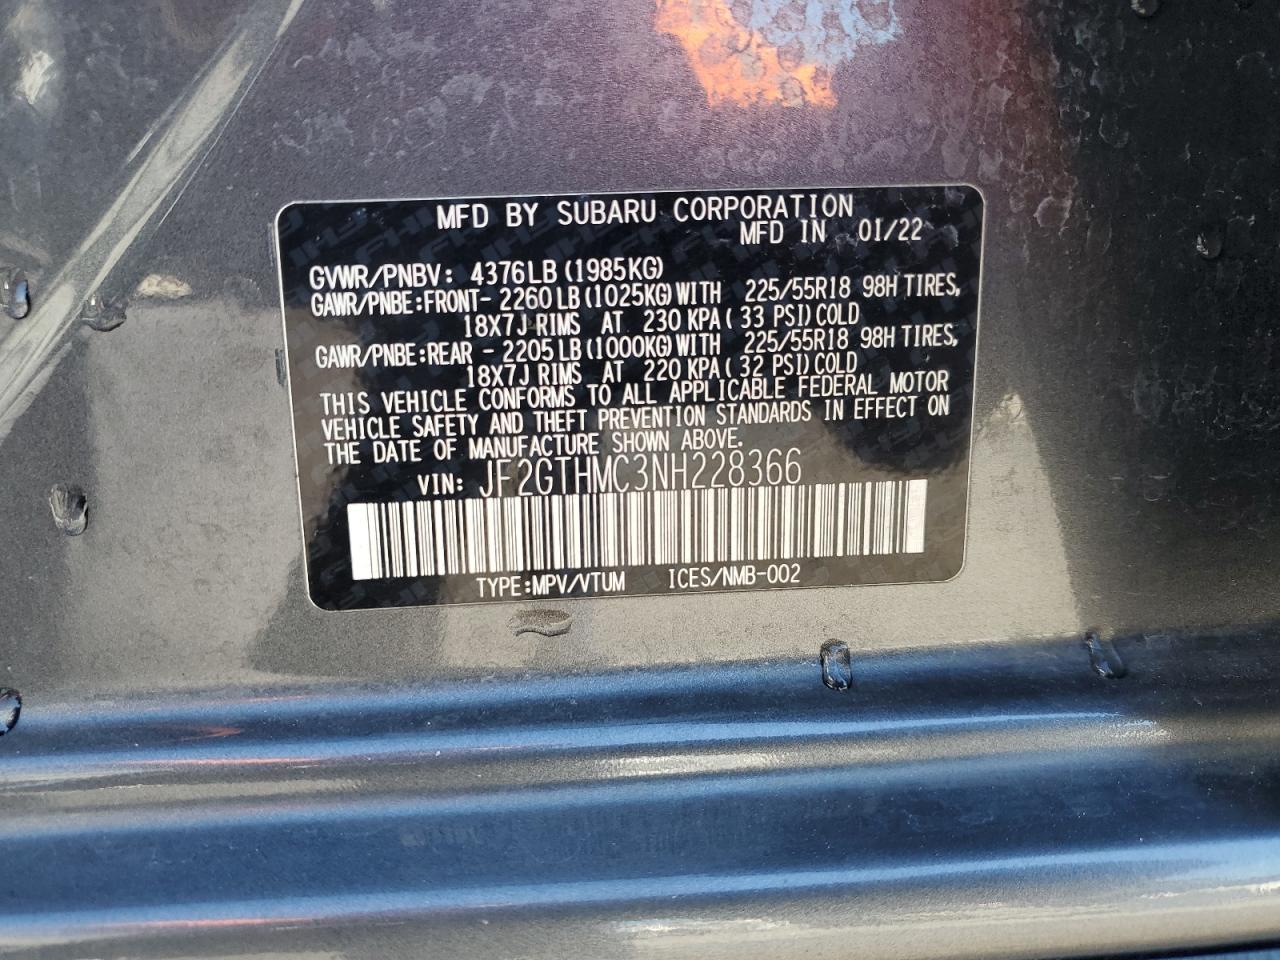 MFD BY SUBARU CORPORATION
MFD IN 01/22
GVWR/PNBV: 4376LB(1985KG)
GAWR/PNBE:FRONT- 2260LB(1025KG)WITH 225/55R18 98H TIRES,
18X7J RIMS AT 230 KPA( 33 PSI)COLD
GAWR/PNBE:REAR - 2205LB(1000KG)WITH 225/55R18 98H TIRES,
18X7J RIMS AT 220 KPA( 32 PSI)COLD
THIS VEHICLE CONFORMS TO ALL APPLICABLE FEDERAL MOTOR
VEHICLE SAFETY AND THEFT PREVENTION STANDARDS IN EFFECT ON
THE DATE OF MANUFACTURE SHOWN ABOVE.
VIN: JF2GTHMC3NH228366
TYPE:MPV/VTUM ICES/NMB-002